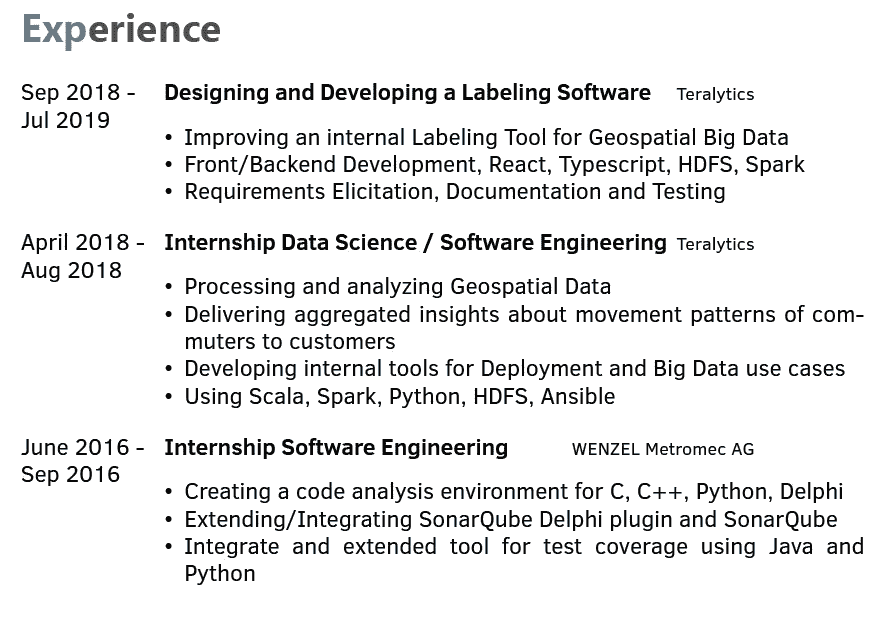 Experience
Sep 2018 - Designing and Developing a Labeling Software Teralytics
Jul 2019
• Improving an internal Labeling Tool for Geospatial Big Data
• Front/Backend Development, React, Typescript, HDFS, Spark
• Requirements Elicitation, Documentation and Testing
April 2018 - Internship Data Science / Software Engineering Teralytics
Aug 2018
• Processing and analyzing Geospatial Data
• Delivering aggregated insights about movement patterns of com-
muters to customers
• Developing internal tools for Deployment and Big Data use cases
• Using Scala, Spark, Python, HDFS, Ansible
June 2016 - Internship Software Engineering WENZEL Metromec AG
Sep 2016
• Creating a code analysis environment for C, C++, Python, Delphi
• Extending/Integrating SonarQube Delphi plugin and SonarQube
• Integrate and extended tool for test coverage using Java and
Python